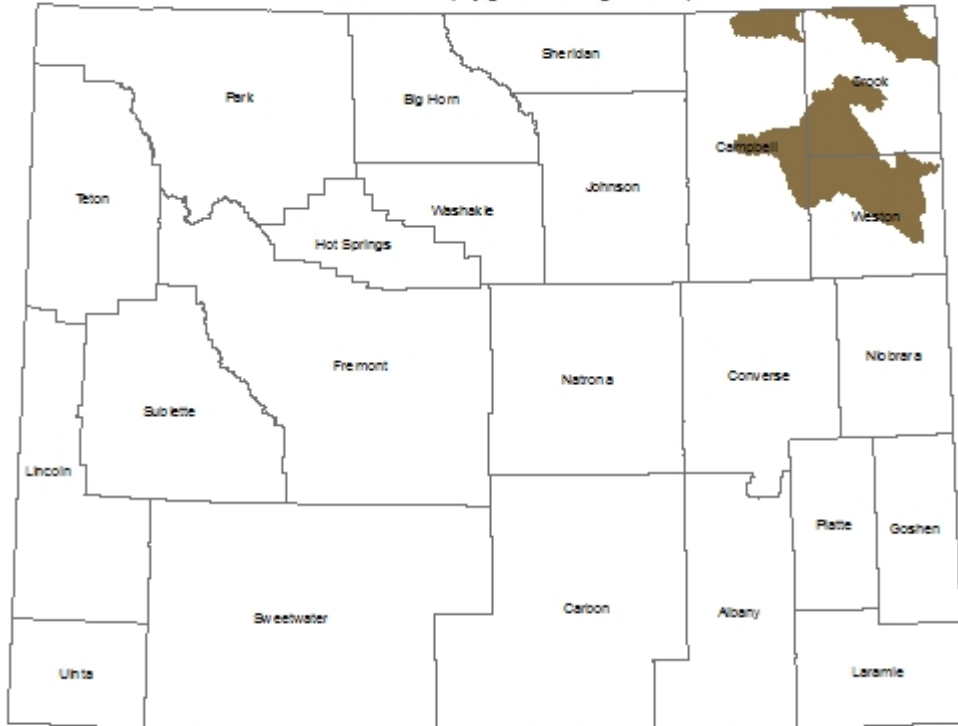 Sheridan
Park
Big Horn
Crook
Campbell
Johnson
Teton
Washakie
Weston
Hot Springs
Fremont
Natrona
Converse
Niobrara
Sublette
Lincoln
Platte
Goshen
Sweetwater
Carbon
Albany
Uinta
Laramie